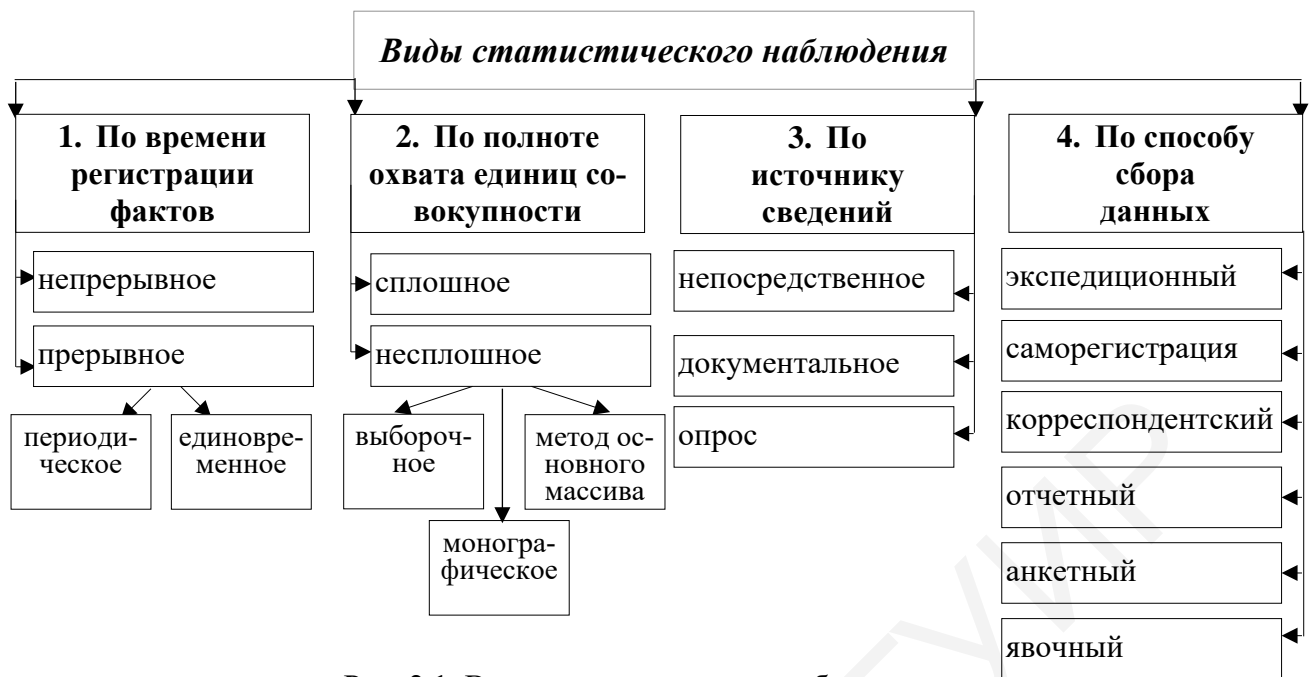 Виды статистического наблюдения
1. По времени
регистрации
фактов
непрерывное
прерывное
периоди-
ческое
единовре-
менное
2. По полноте
охвата единиц со-
вокупности
сплошное
несплошное
выбороч-
ное
моногра-
фическое
метод ос-
новного
массива
3. По
источнику
сведений
непосредственное
документальное
опрос
4. По способу
сбора
данных
экспедиционный
саморегистрация
корреспондентский
отчетный
анкетный
явочный